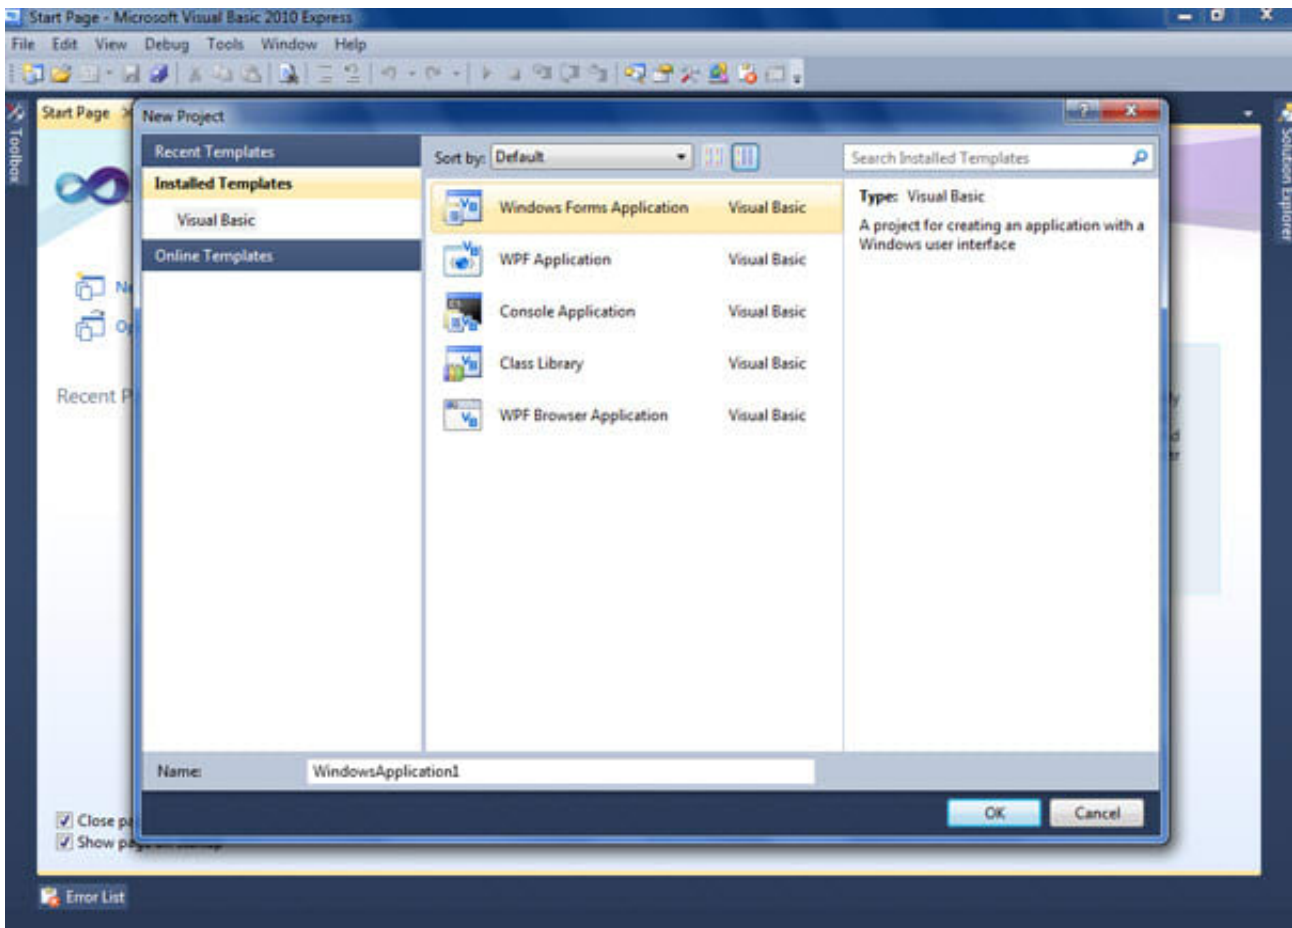 Start Page - Microsoft Visual Basic 2010 Express
File Edit View Debug Tools Window Help
Toolbox
Start Page
Solution Explorer
New Project
Recent Templates
Installed Templates
Visual Basic
Online Templates
Sort by: Default
Search Installed Templates
Windows Forms Application Visual Basic
WPF Application Visual Basic
Console Application Visual Basic
Class Library Visual Basic
WPF Browser Application Visual Basic
Type: Visual Basic
A project for creating an application with a
Windows user interface
Recent P
Name: WindowsApplication1
OK Cancel
Close pa
Show pa
Error List